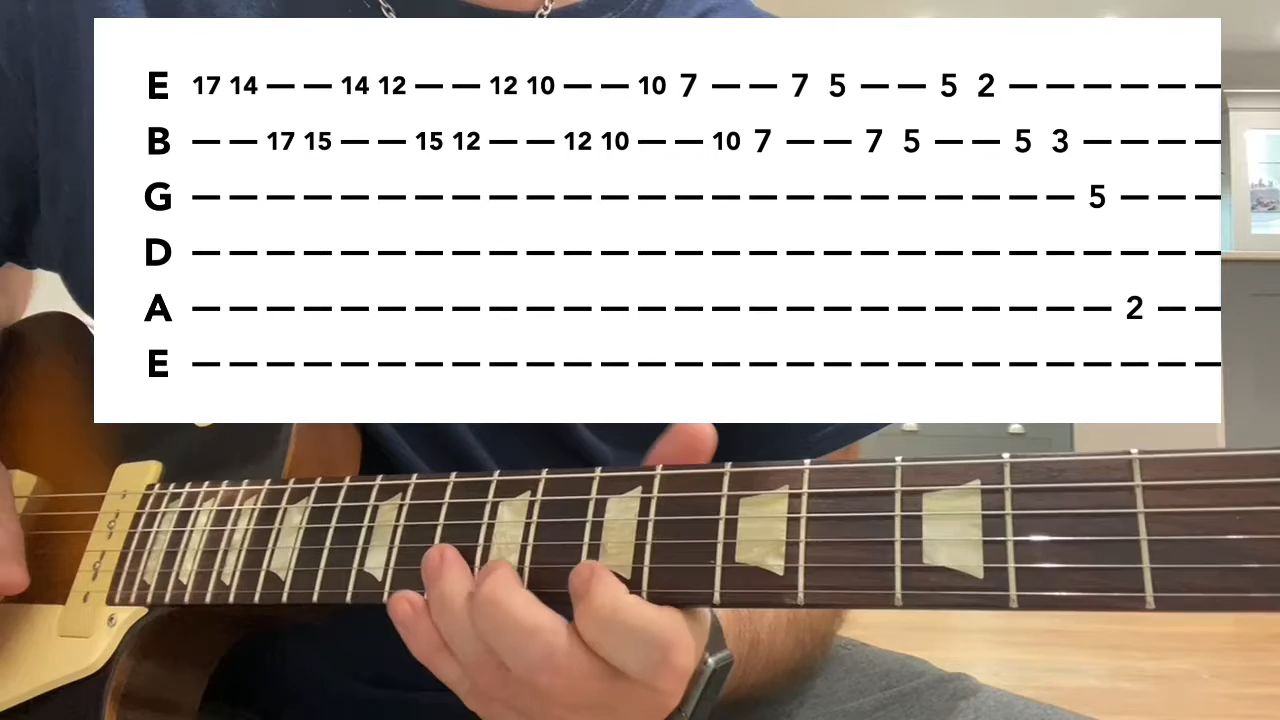 E 17 14 — — 14 12 — — 12 10 — — 10 7 — — 7 5 — — 5 2 — — — — — —
B — — 17 15 — — 15 12 — — 12 10 — — 10 7 — — 7 5 — — 5 3 — — — —
G — — — — — — — — — — — — — — — — — — — — — — — — 5 — — —
D — — — — — — — — — — — — — — — — — — — — — — — — — — — —
A — — — — — — — — — — — — — — — — — — — — — — — — — 2 — —
E — — — — — — — — — — — — — — — — — — — — — — — — — — — —